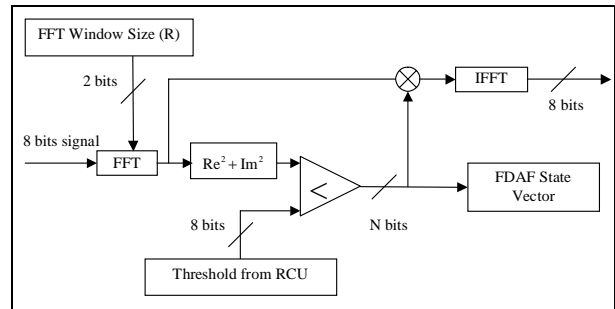 FFT Window Size (R)
2 bits
IFFT
8 bits
8 bits signal
FFT
Re² + Im²
<
FDAF State
Vector
8 bits
N bits
Threshold from RCU